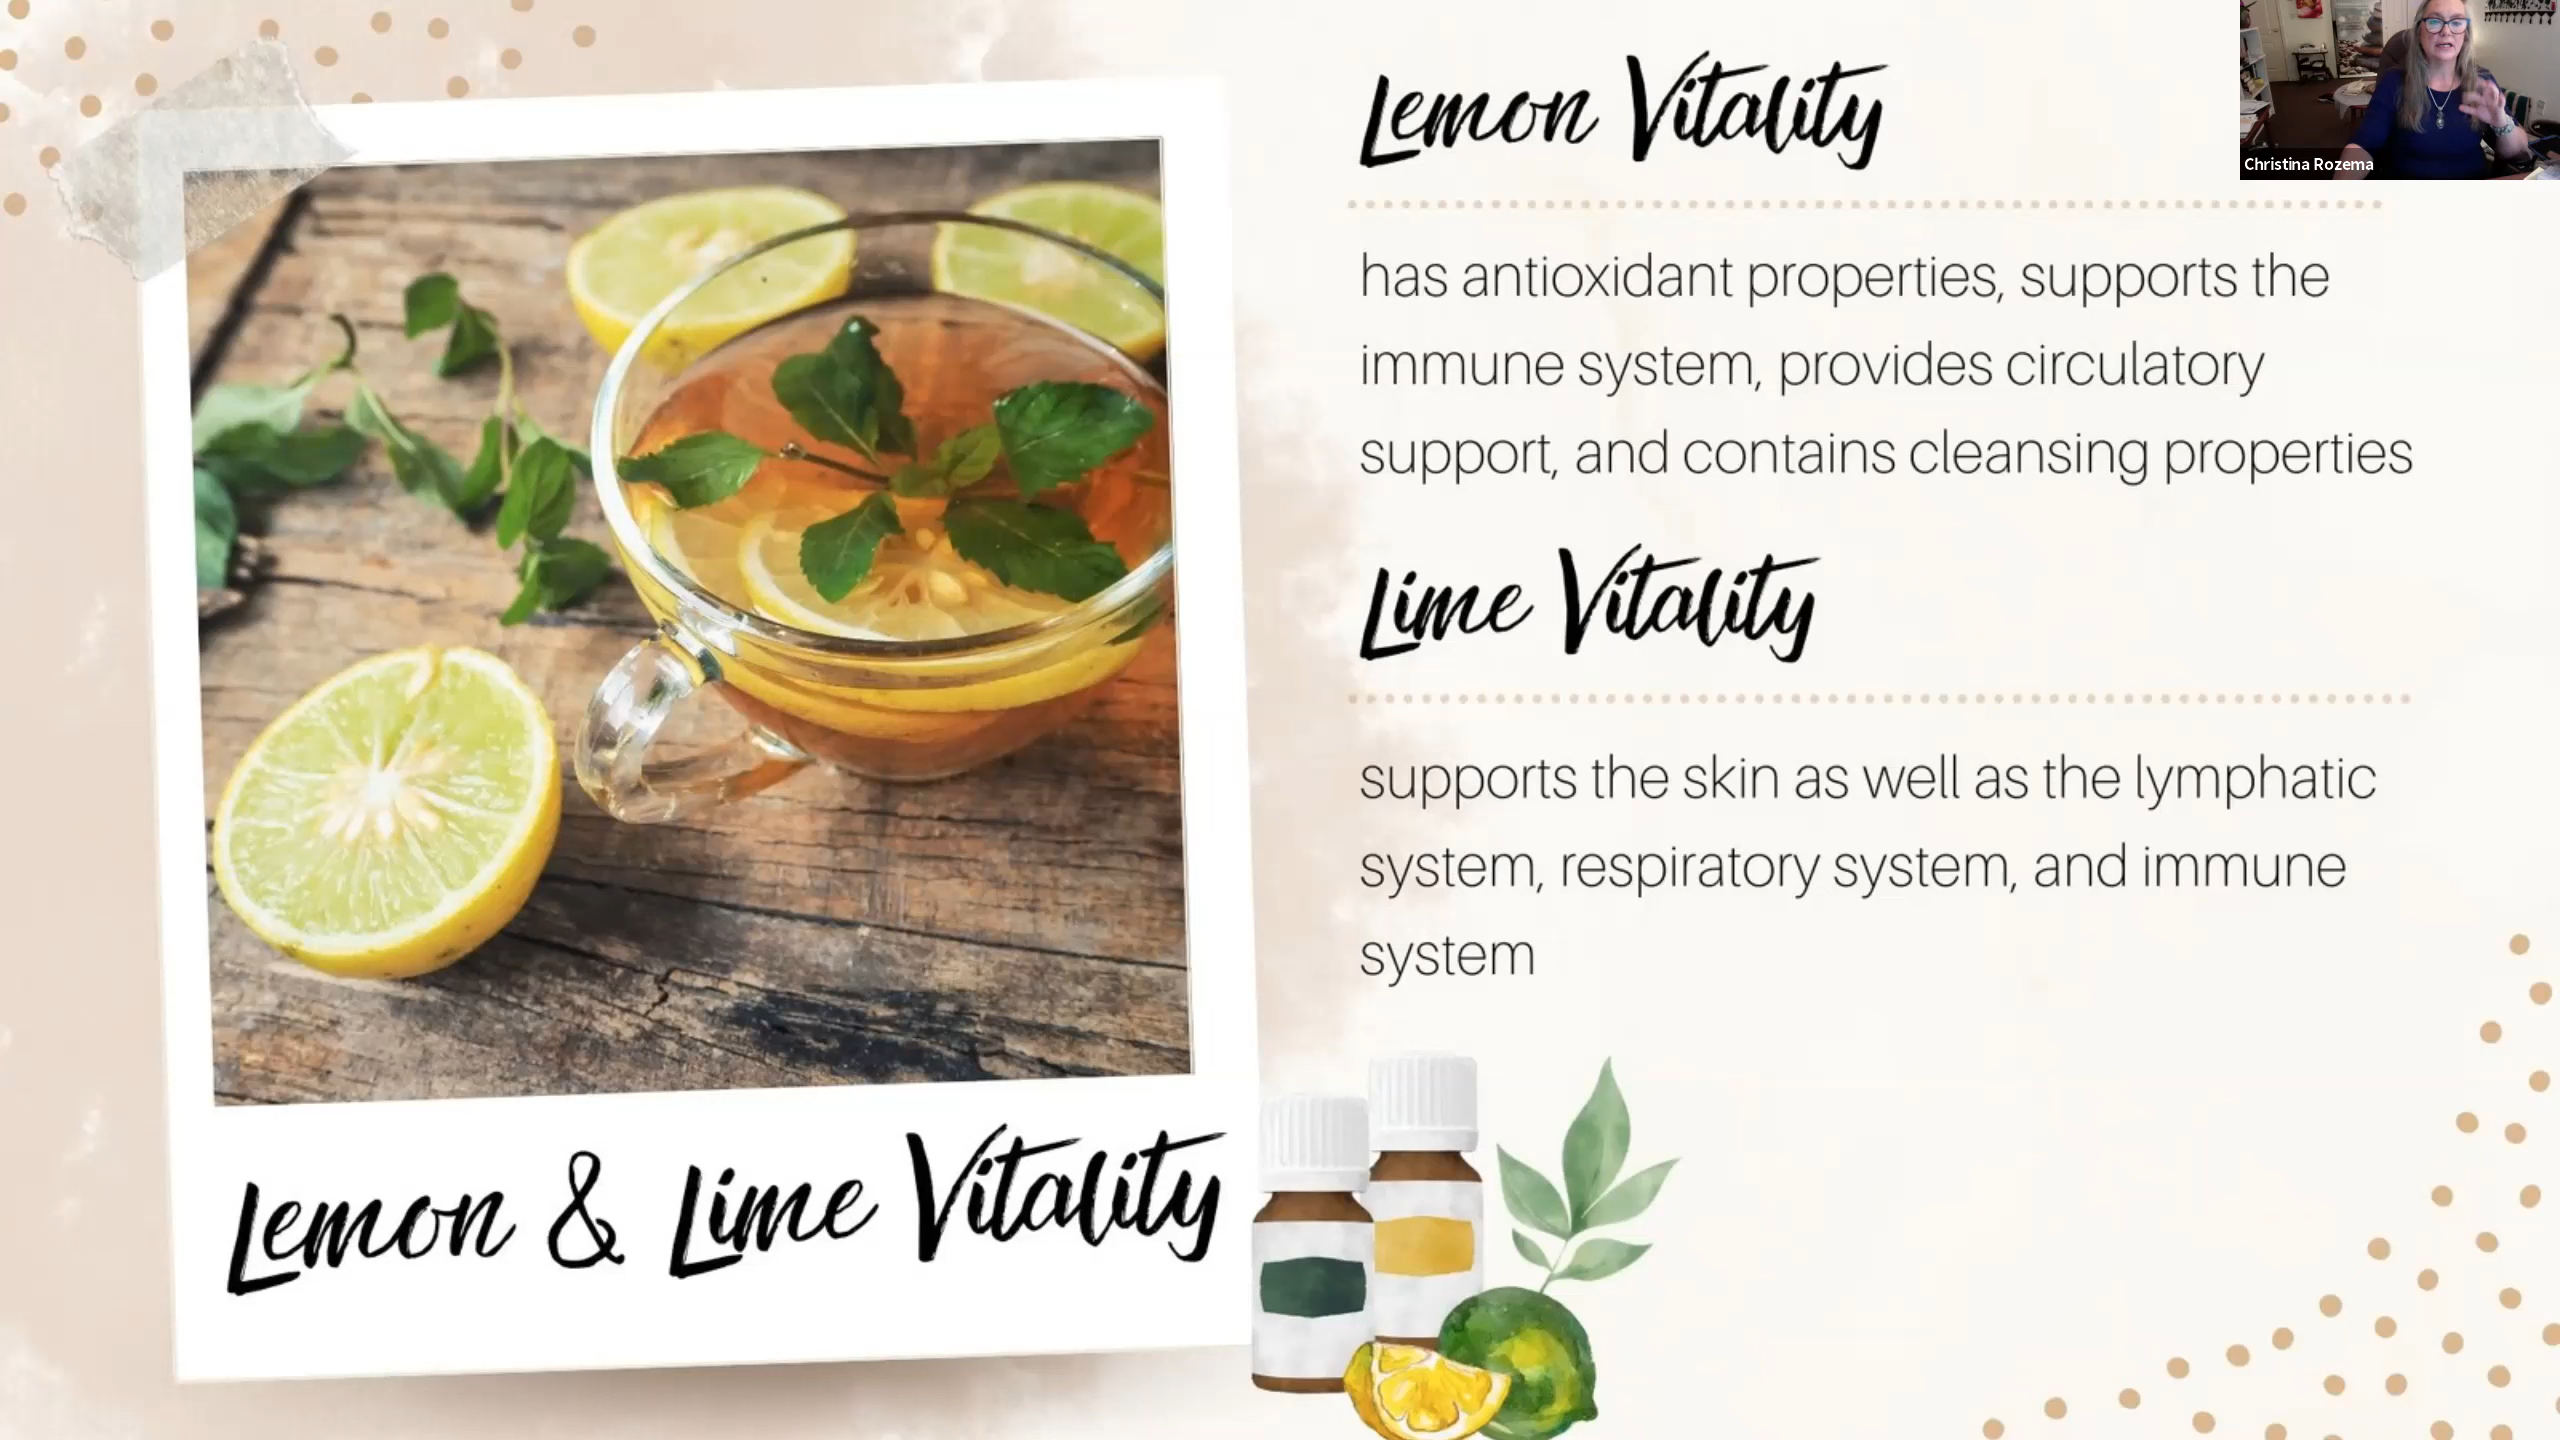 Lemon Vitality
Christina Rozema
has antioxidant properties, supports the
immune system, provides circulatory
support, and contains cleansing properties
Lime Vitality
supports the skin as well as the lymphatic
system, respiratory system, and immune
system
Lemon & Lime Vitality